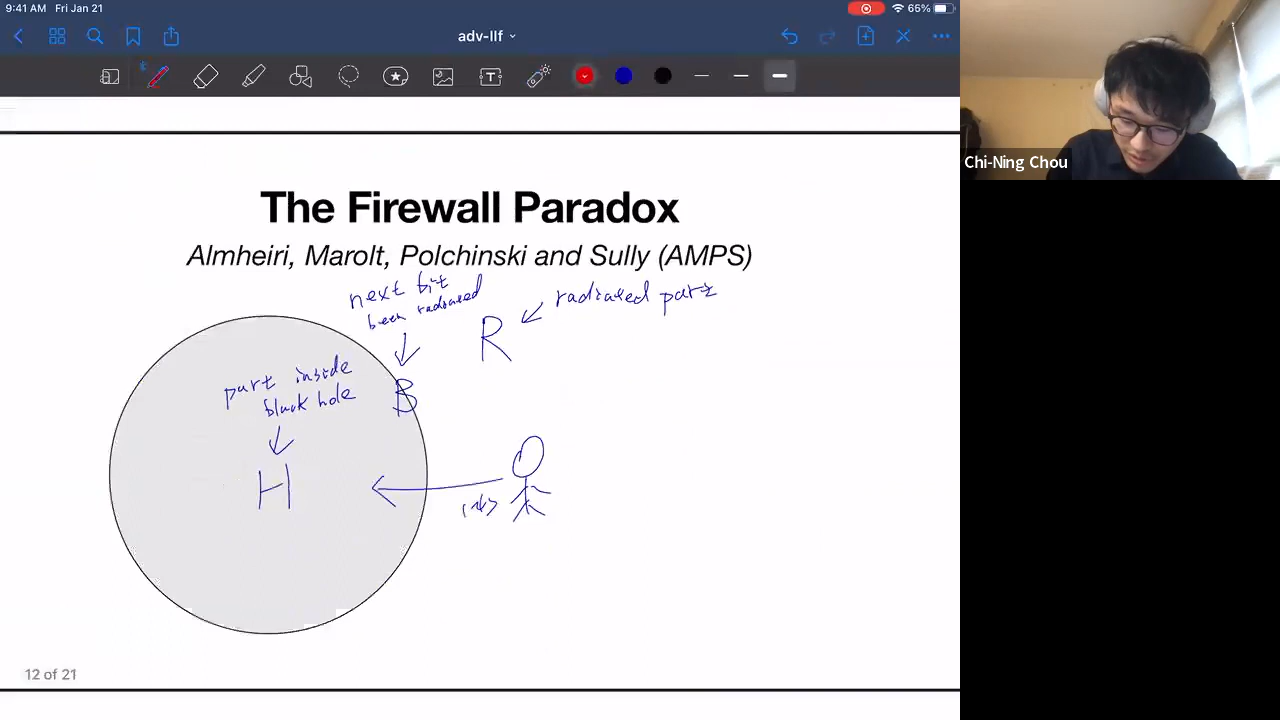 9:41 AM Fri Jan 21
65%
adv-llf
Chi-Ning Chou
The Firewall Paradox
Almheiri, Marolt, Polchinski and Sully (AMPS)
next bit
been radiated
radiated part
R
part inside
black hole
B
H
|ψ>
12 of 21